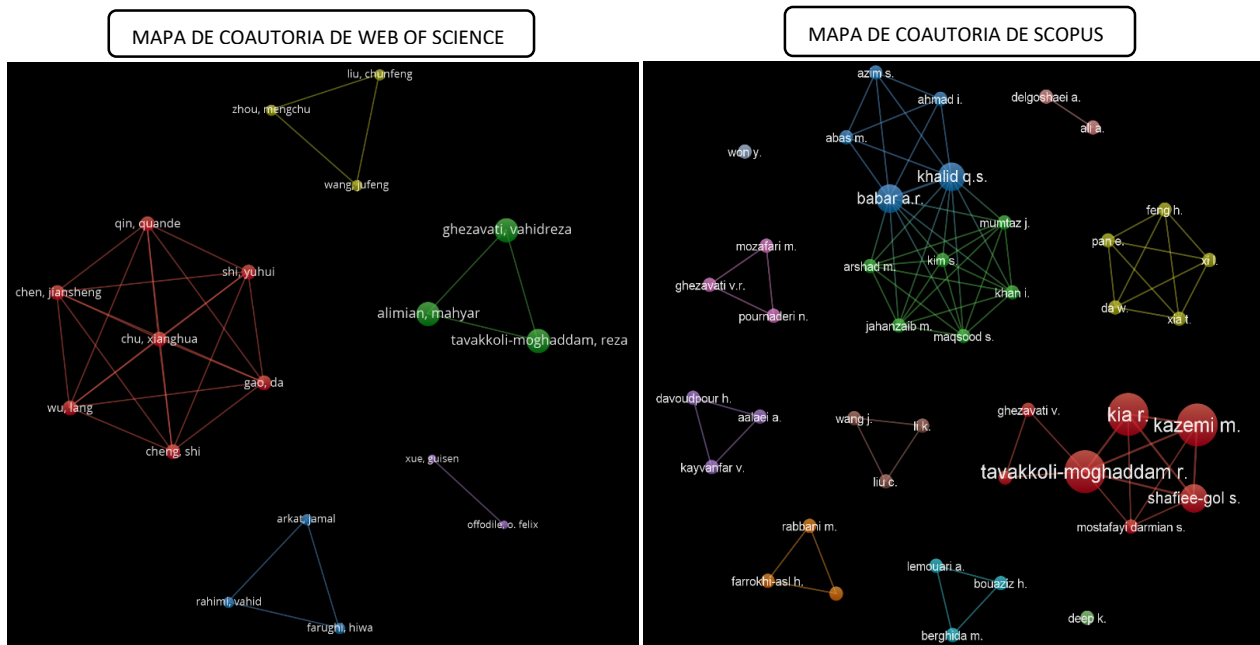 MAPA DE COAUTORIA DE WEB OF SCIENCE
liu, chunfeng
zhou, mengchu
wang, jufeng
qin, quande
ghezavati, vahidreza
shi, yuhui
chen, jiansheng
alimian, mahyar
chu, xianghua
tavakkoli-moghaddam, reza
gao, da
wu, lang
cheng, shi
xue, guisen
arkat, jamal
offodile, o. felix
rahimi, vahid
farughi, hiwa
MAPA DE COAUTORIA DE SCOPUS
azim s.
ahmad i.
delgoshaei a.
ali a.
abas m.
won y.
khalid q.s.
babar a.r.
mumtaz j.
feng h.
mozafari m.
pan e.
xi l.
arshad m.
kim s.
ghezavati v.r.
khan i.
pournaderi n.
jahanzaib m.
da w.
xia t.
maqsood s.
davoudpour h.
aalaei a.
wang j.
li k.
ghezavati v.
kia r.
kazemi m.
kayvanfar v.
liu c.
tavakkoli-moghaddam r.
shafiee-gol s.
rabbani m.
mostafayi darmian s.
lemouari a.
farrokhi-asl h.
bouaziz h.
deep k.
berghida m.